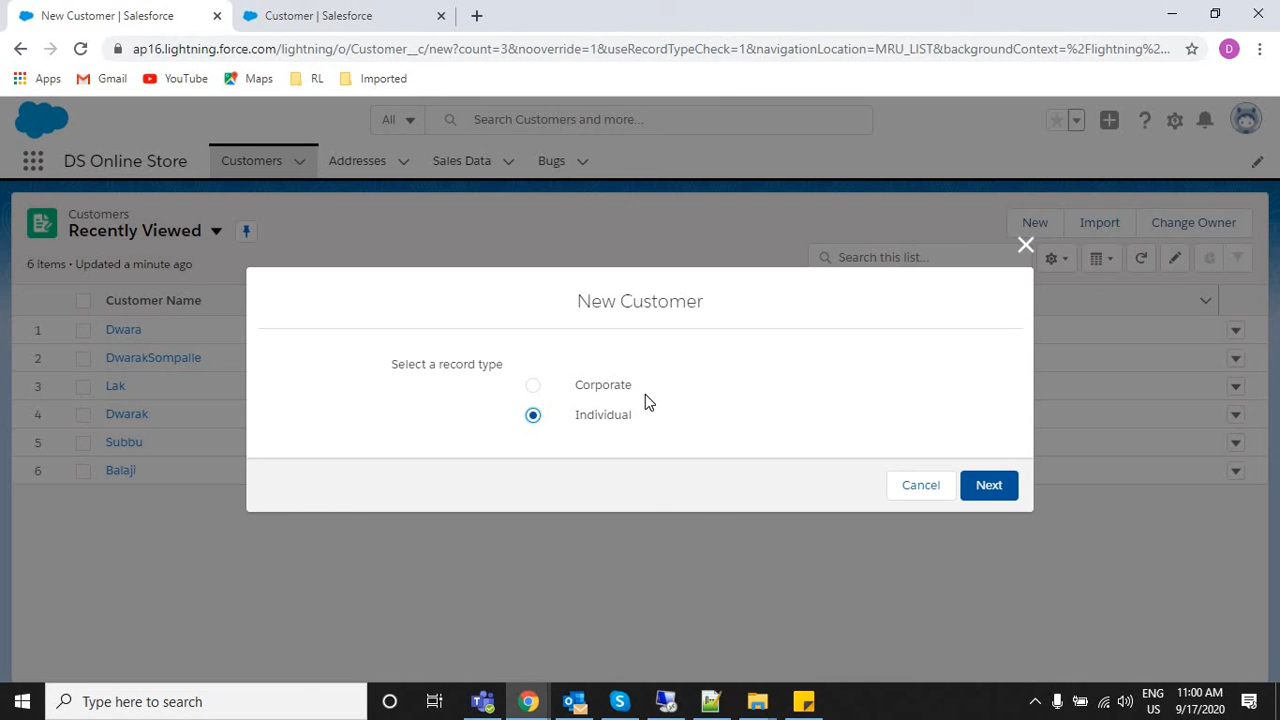 New Customer | Salesforce
Customer | Salesforce
ap16.lightning.force.com/lightning/o/Customer__c/new?count=3&nooverride=1&useRecordTypeCheck=1&navigationLocation=MRU_LIST&backgroundContext=%2Flightning%2...
D
Apps
Gmail
YouTube
Maps
RL
Imported
All
Search Customers and more...
DS Online Store
Customers
Addresses
Sales Data
Bugs
Customers
Recently Viewed
New
Import
Change Owner
6 items • Updated a minute ago
Search this list...
Customer Name
1 Dwara
2 DwarakSompalle
3 Lak
4 Dwarak
5 Subbu
6 Balaji
New Customer
Select a record type
Corporate
Individual
Cancel
Next
Type here to search
ENG
US
11:00 AM
9/17/2020